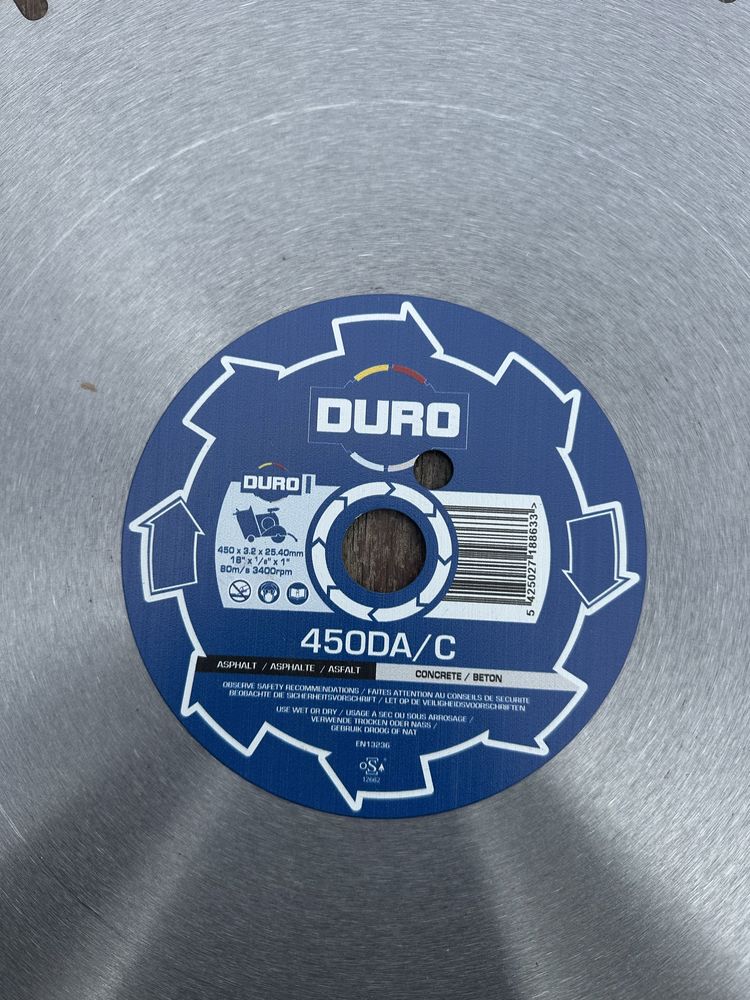 DURO
DURO
450 x 3.2 x 25.40mm
18" x 1/8" x 1"
80m/s 3400rpm
5 425027 188633 >
450DA/C
ASPHALT / ASPHALTE / ASFALT
CONCRETE / BETON
OBSERVE SAFETY RECOMMENDATIONS / FAITES ATTENTION AU CONSEILS DE SECURITE
BEOBACHTE DIE SICHERHEITSVORSCHRIFT / LET OP DE VEILIGHEIDSVOORSCHRIFTEN
USE WET OR DRY / USAGE A SEC OU SOUS ARROSAGE /
VERWENDE TROCKEN ODER NASS /
GEBRUIK DROOG OF NAT
EN13236
oSA
12662